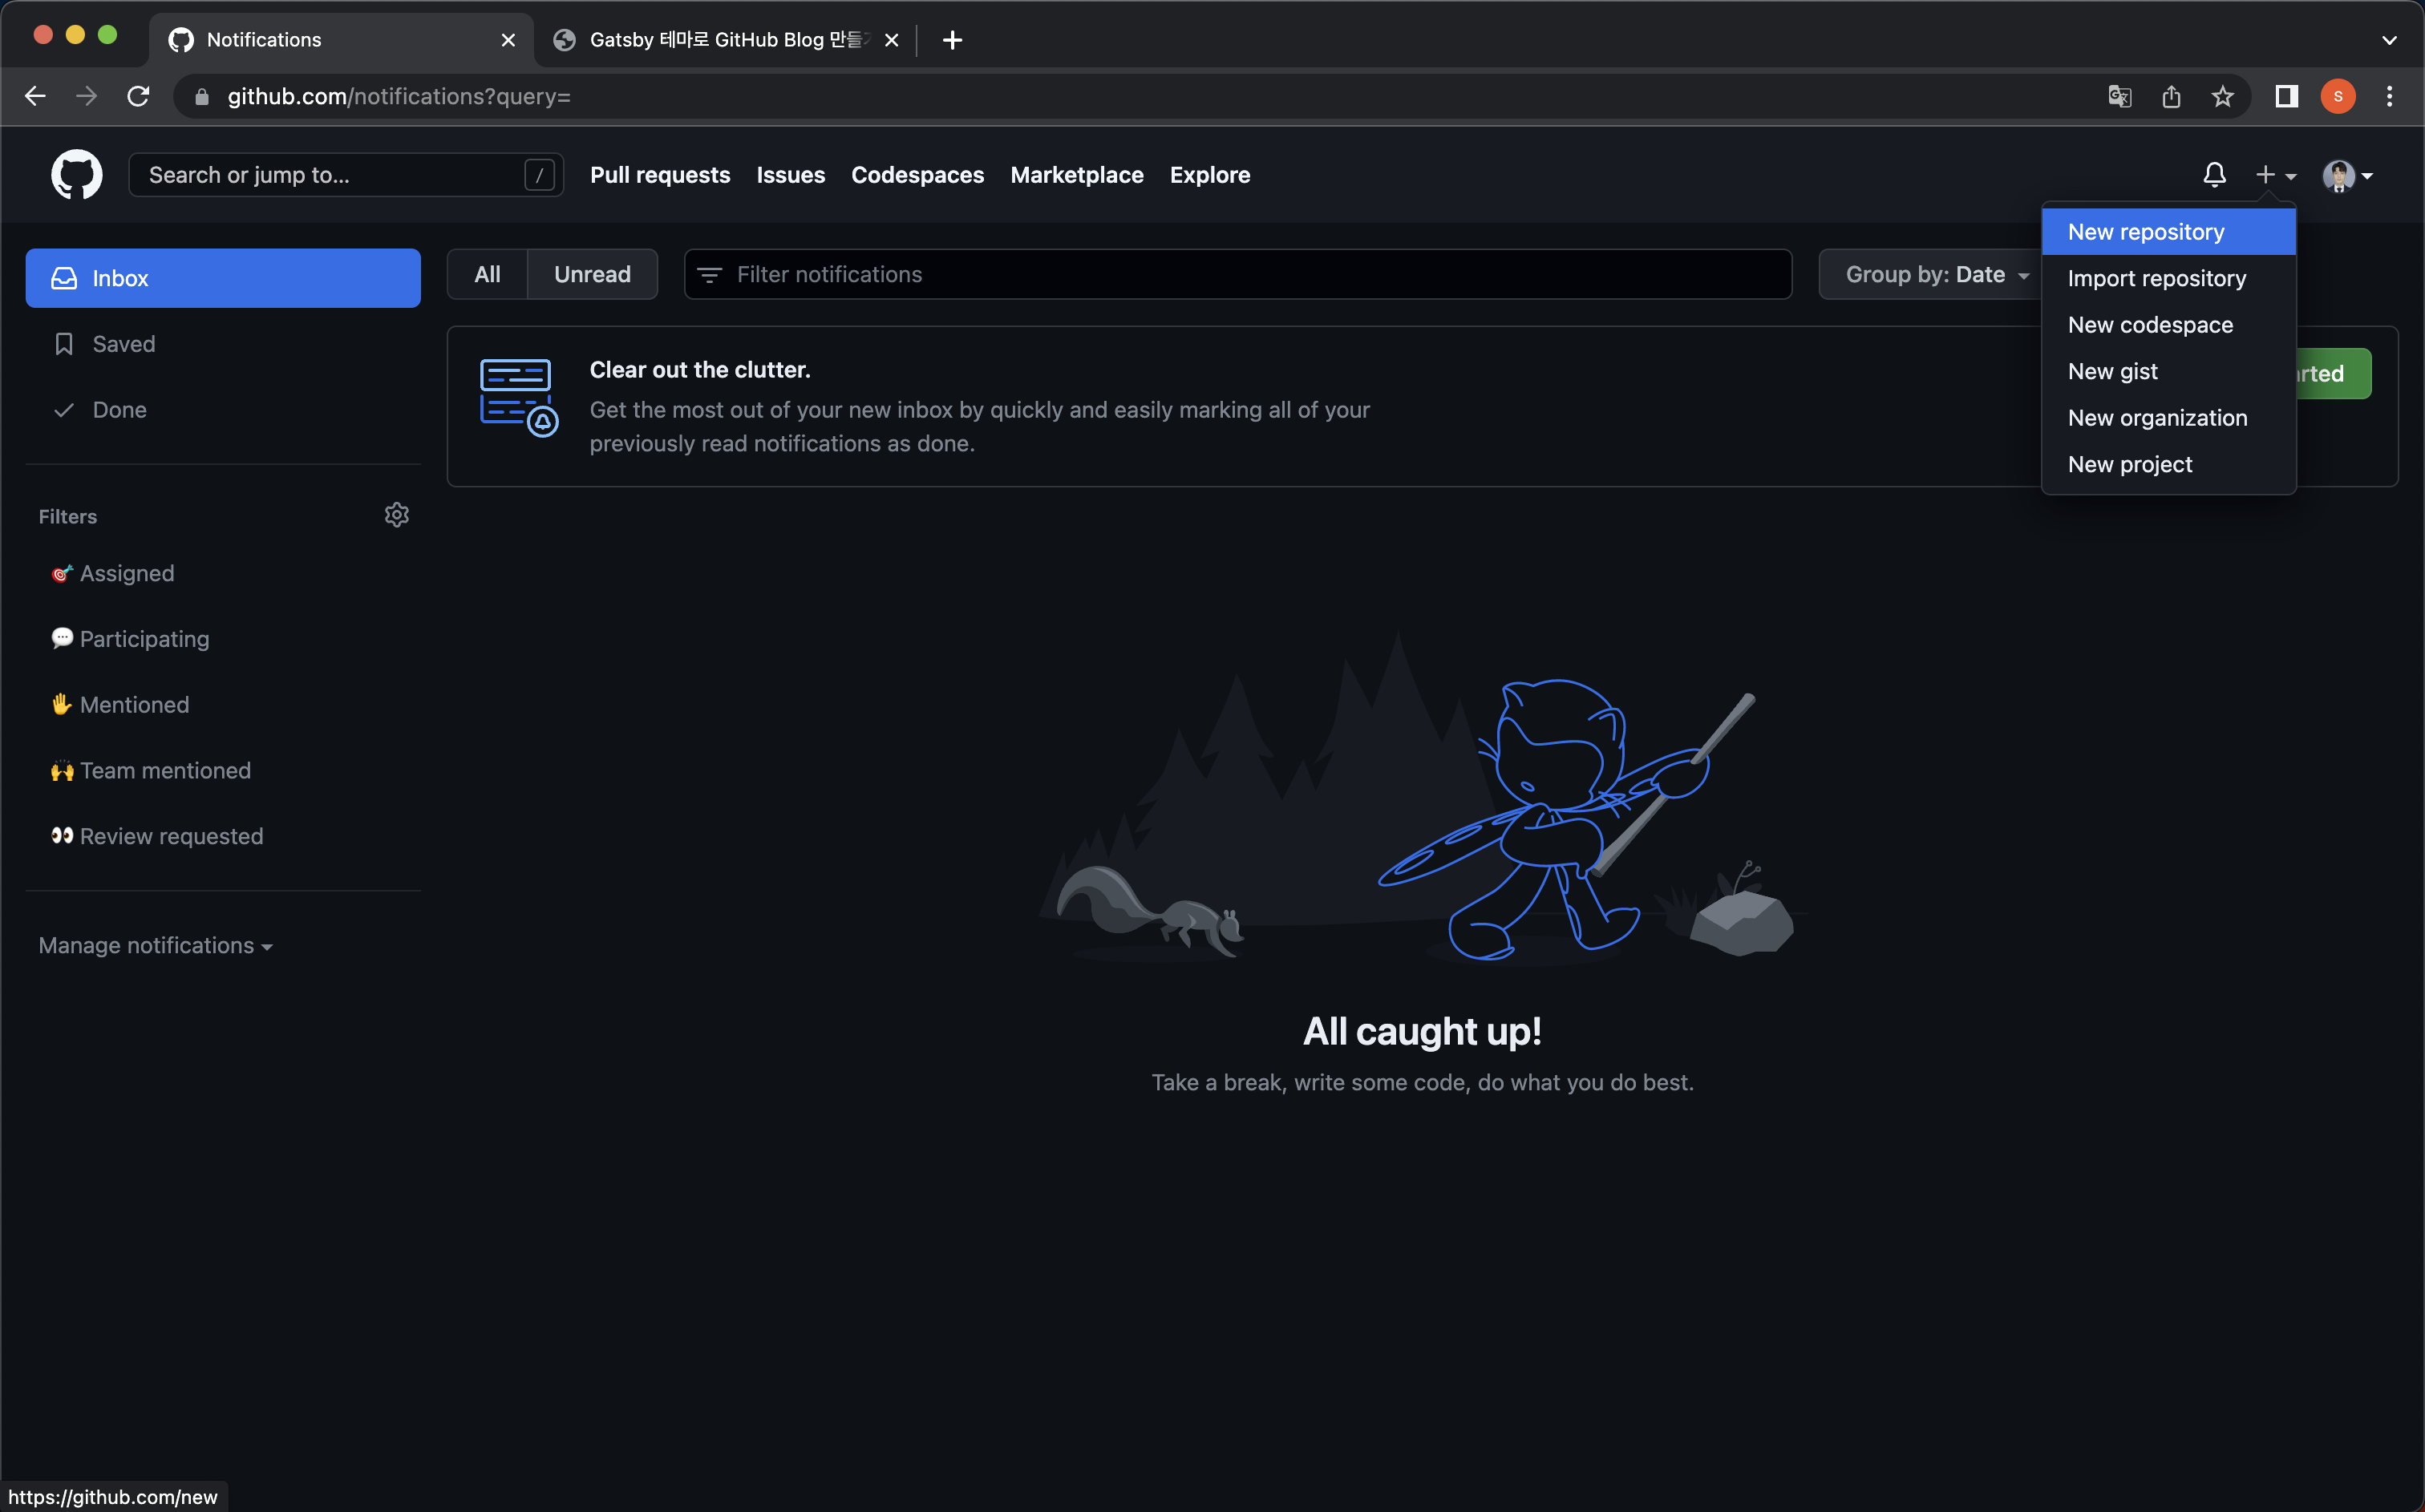 Notifications
Gatsby 테마로 GitHub Blog 만들
github.com/notifications?query=
S
Search or jump to...
/
Pull requests
Issues
Codespaces
Marketplace
Explore
New repository
Import repository
New codespace
New gist
New organization
New project
Inbox
Saved
Done
All
Unread
Filter notifications
Group by: Date
Clear out the clutter.
Get the most out of your new inbox by quickly and easily marking all of your
previously read notifications as done.
rted
Filters
Assigned
Participating
Mentioned
Team mentioned
Review requested
Manage notifications
All caught up!
Take a break, write some code, do what you do best.
https://github.com/new